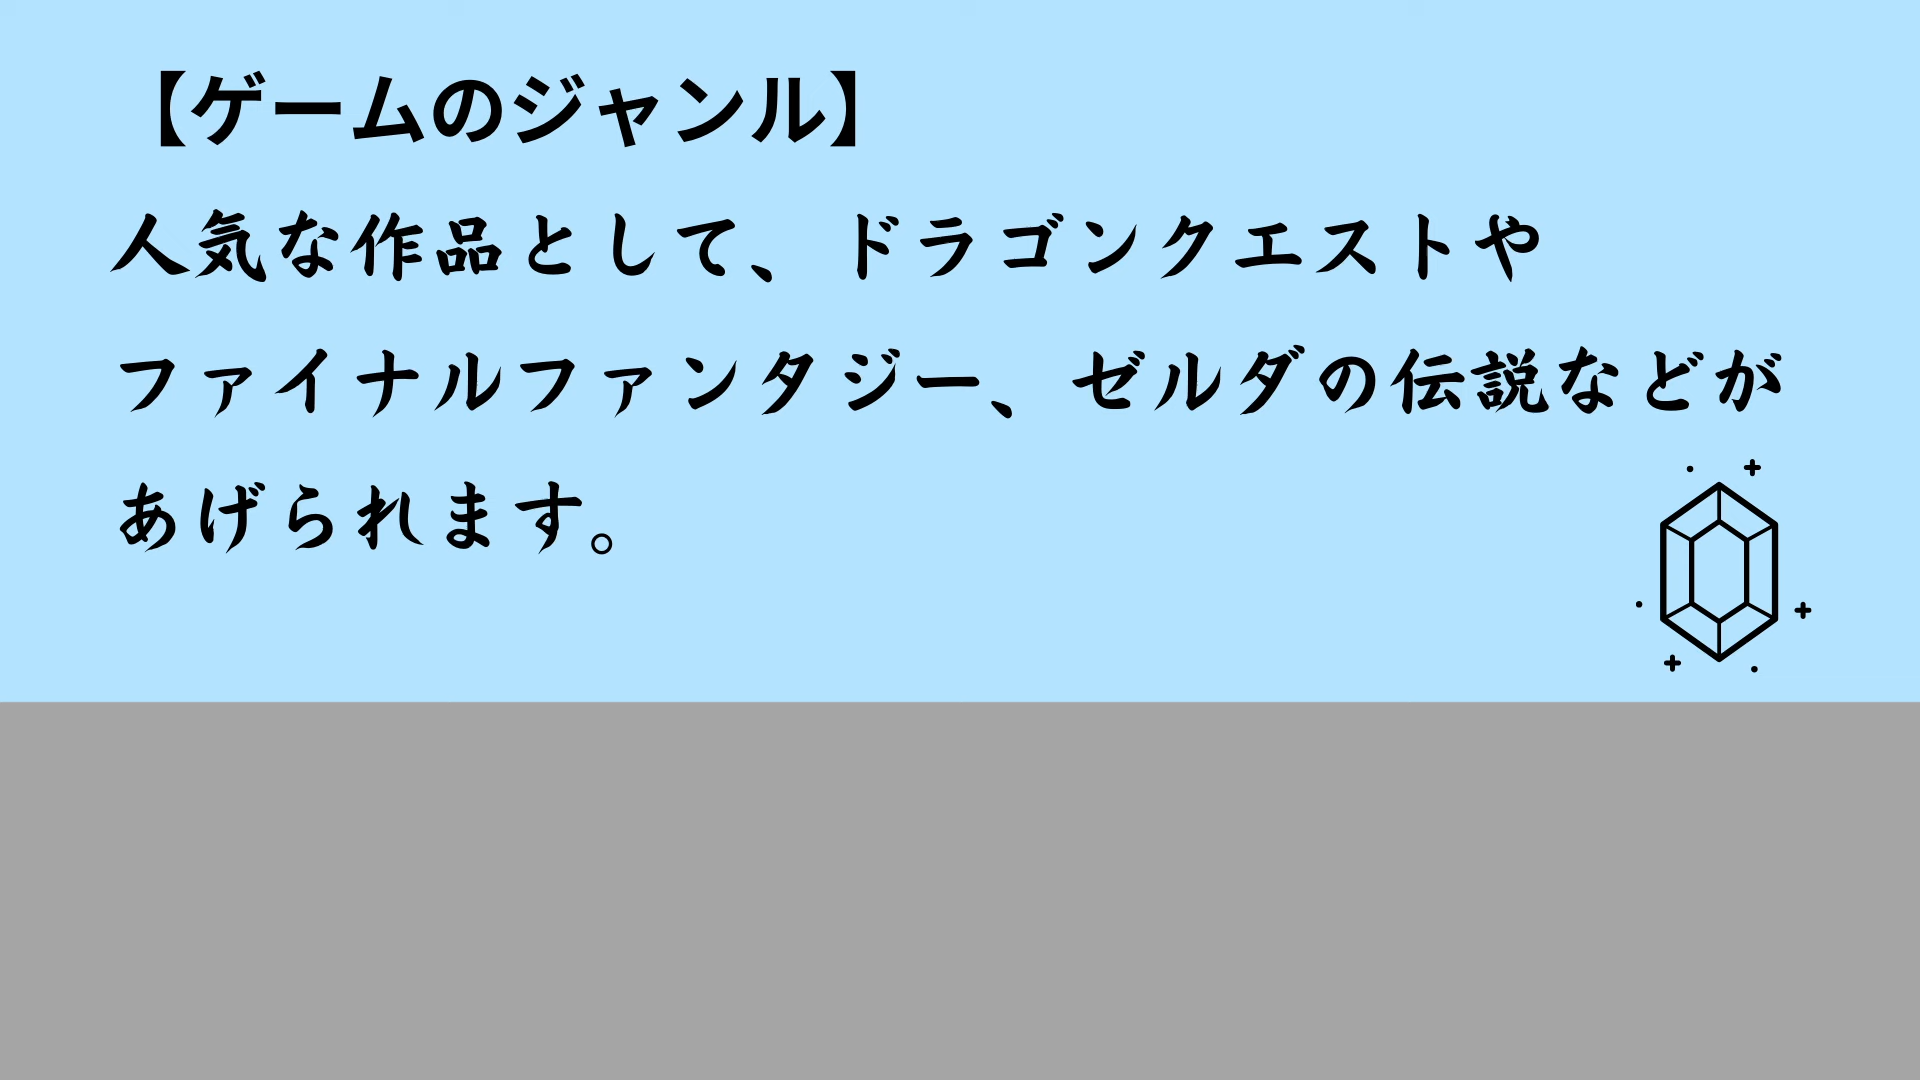 【ゲームのジャンル】
人気な作品として、ドラゴンクエストや
ファイナルファンタジー、ゼルダの伝説などが
あげられます。